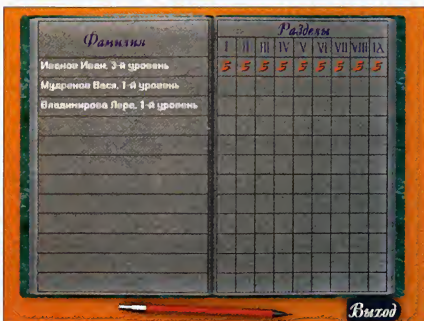 Фамилия
Разделы
I II III IV V VI VII VIII IX
Иванов Иван, 3-й уровень 5 5 5 5 5 5 5 5 5
Мудренов Вася, 1-й уровень
Владимирова Лера, 1-й уровень
Выход